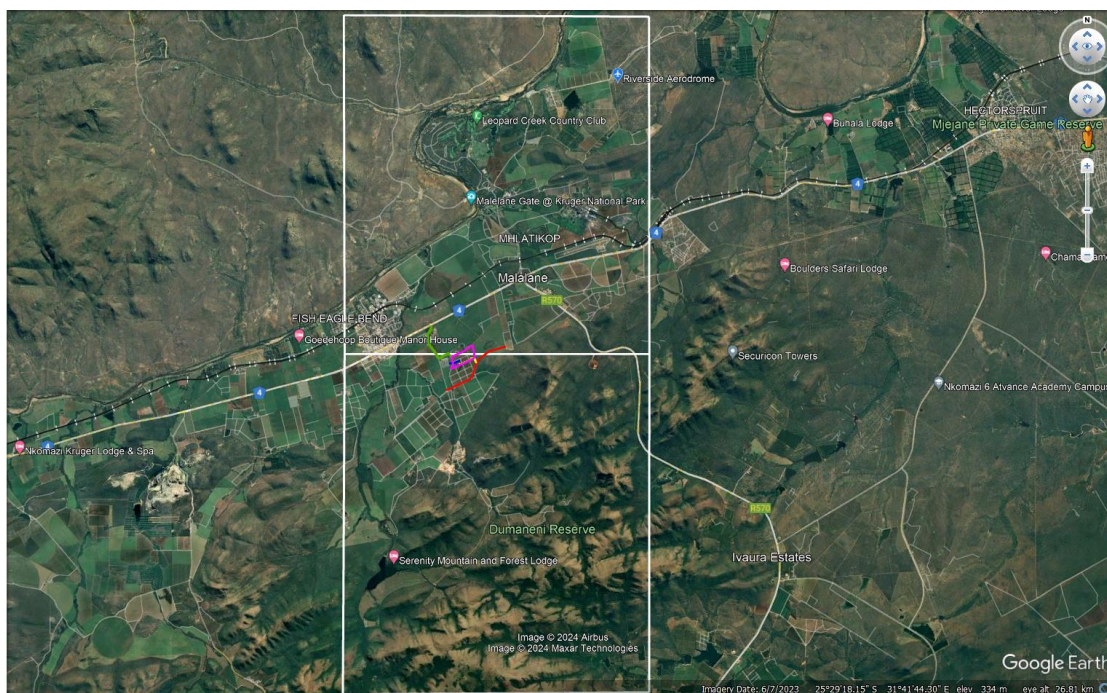 Riverside Aerodrome
Leopard Creek Country Club
HECTORSPRUIT
Buhala Lodge
Mjejane Private Game Reserve
N
4
Malelane Gate @ Kruger National Park
MHLATIKOP
4
Malalane
Boulders Safari Lodge
R570
4
FISH EAGLE BEND
Goedehoop Boutique Manor House
Securicon Towers
4
Nkomazi 6 Atvance Academy Campus
4
Nkomazi Kruger Lodge & Spa
R570
Dumaneni Reserve
Serenity Mountain and Forest Lodge
Ivaura Estates
Image © 2024 Airbus
Image © 2024 Maxar Technologies
Google Earth
Imagery Date: 6/7/2023 25°29'18.15" S 31°41'44.30" E elev 334 m eye alt 26.81 km